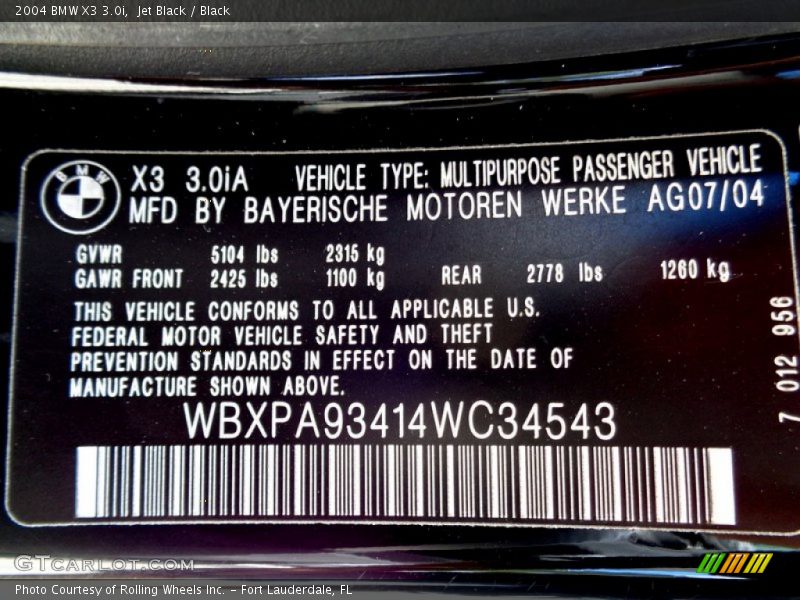 2004 BMW X3 3.0i, Jet Black / Black
BMW
X3 3.0iA VEHICLE TYPE: MULTIPURPOSE PASSENGER VEHICLE
MFD BY BAYERISCHE MOTOREN WERKE AG07/04
GVWR 5104 lbs 2315 kg
GAWR FRONT 2425 lbs 1100 kg REAR 2778 lbs 1260 kg
THIS VEHICLE CONFORMS TO ALL APPLICABLE U.S.
FEDERAL MOTOR VEHICLE SAFETY AND THEFT
PREVENTION STANDARDS IN EFFECT ON THE DATE OF
MANUFACTURE SHOWN ABOVE.
WBXPA93414WC34543
7 012 956
GTCARLOT.COM
Photo Courtesy of Rolling Wheels Inc. – Fort Lauderdale, FL